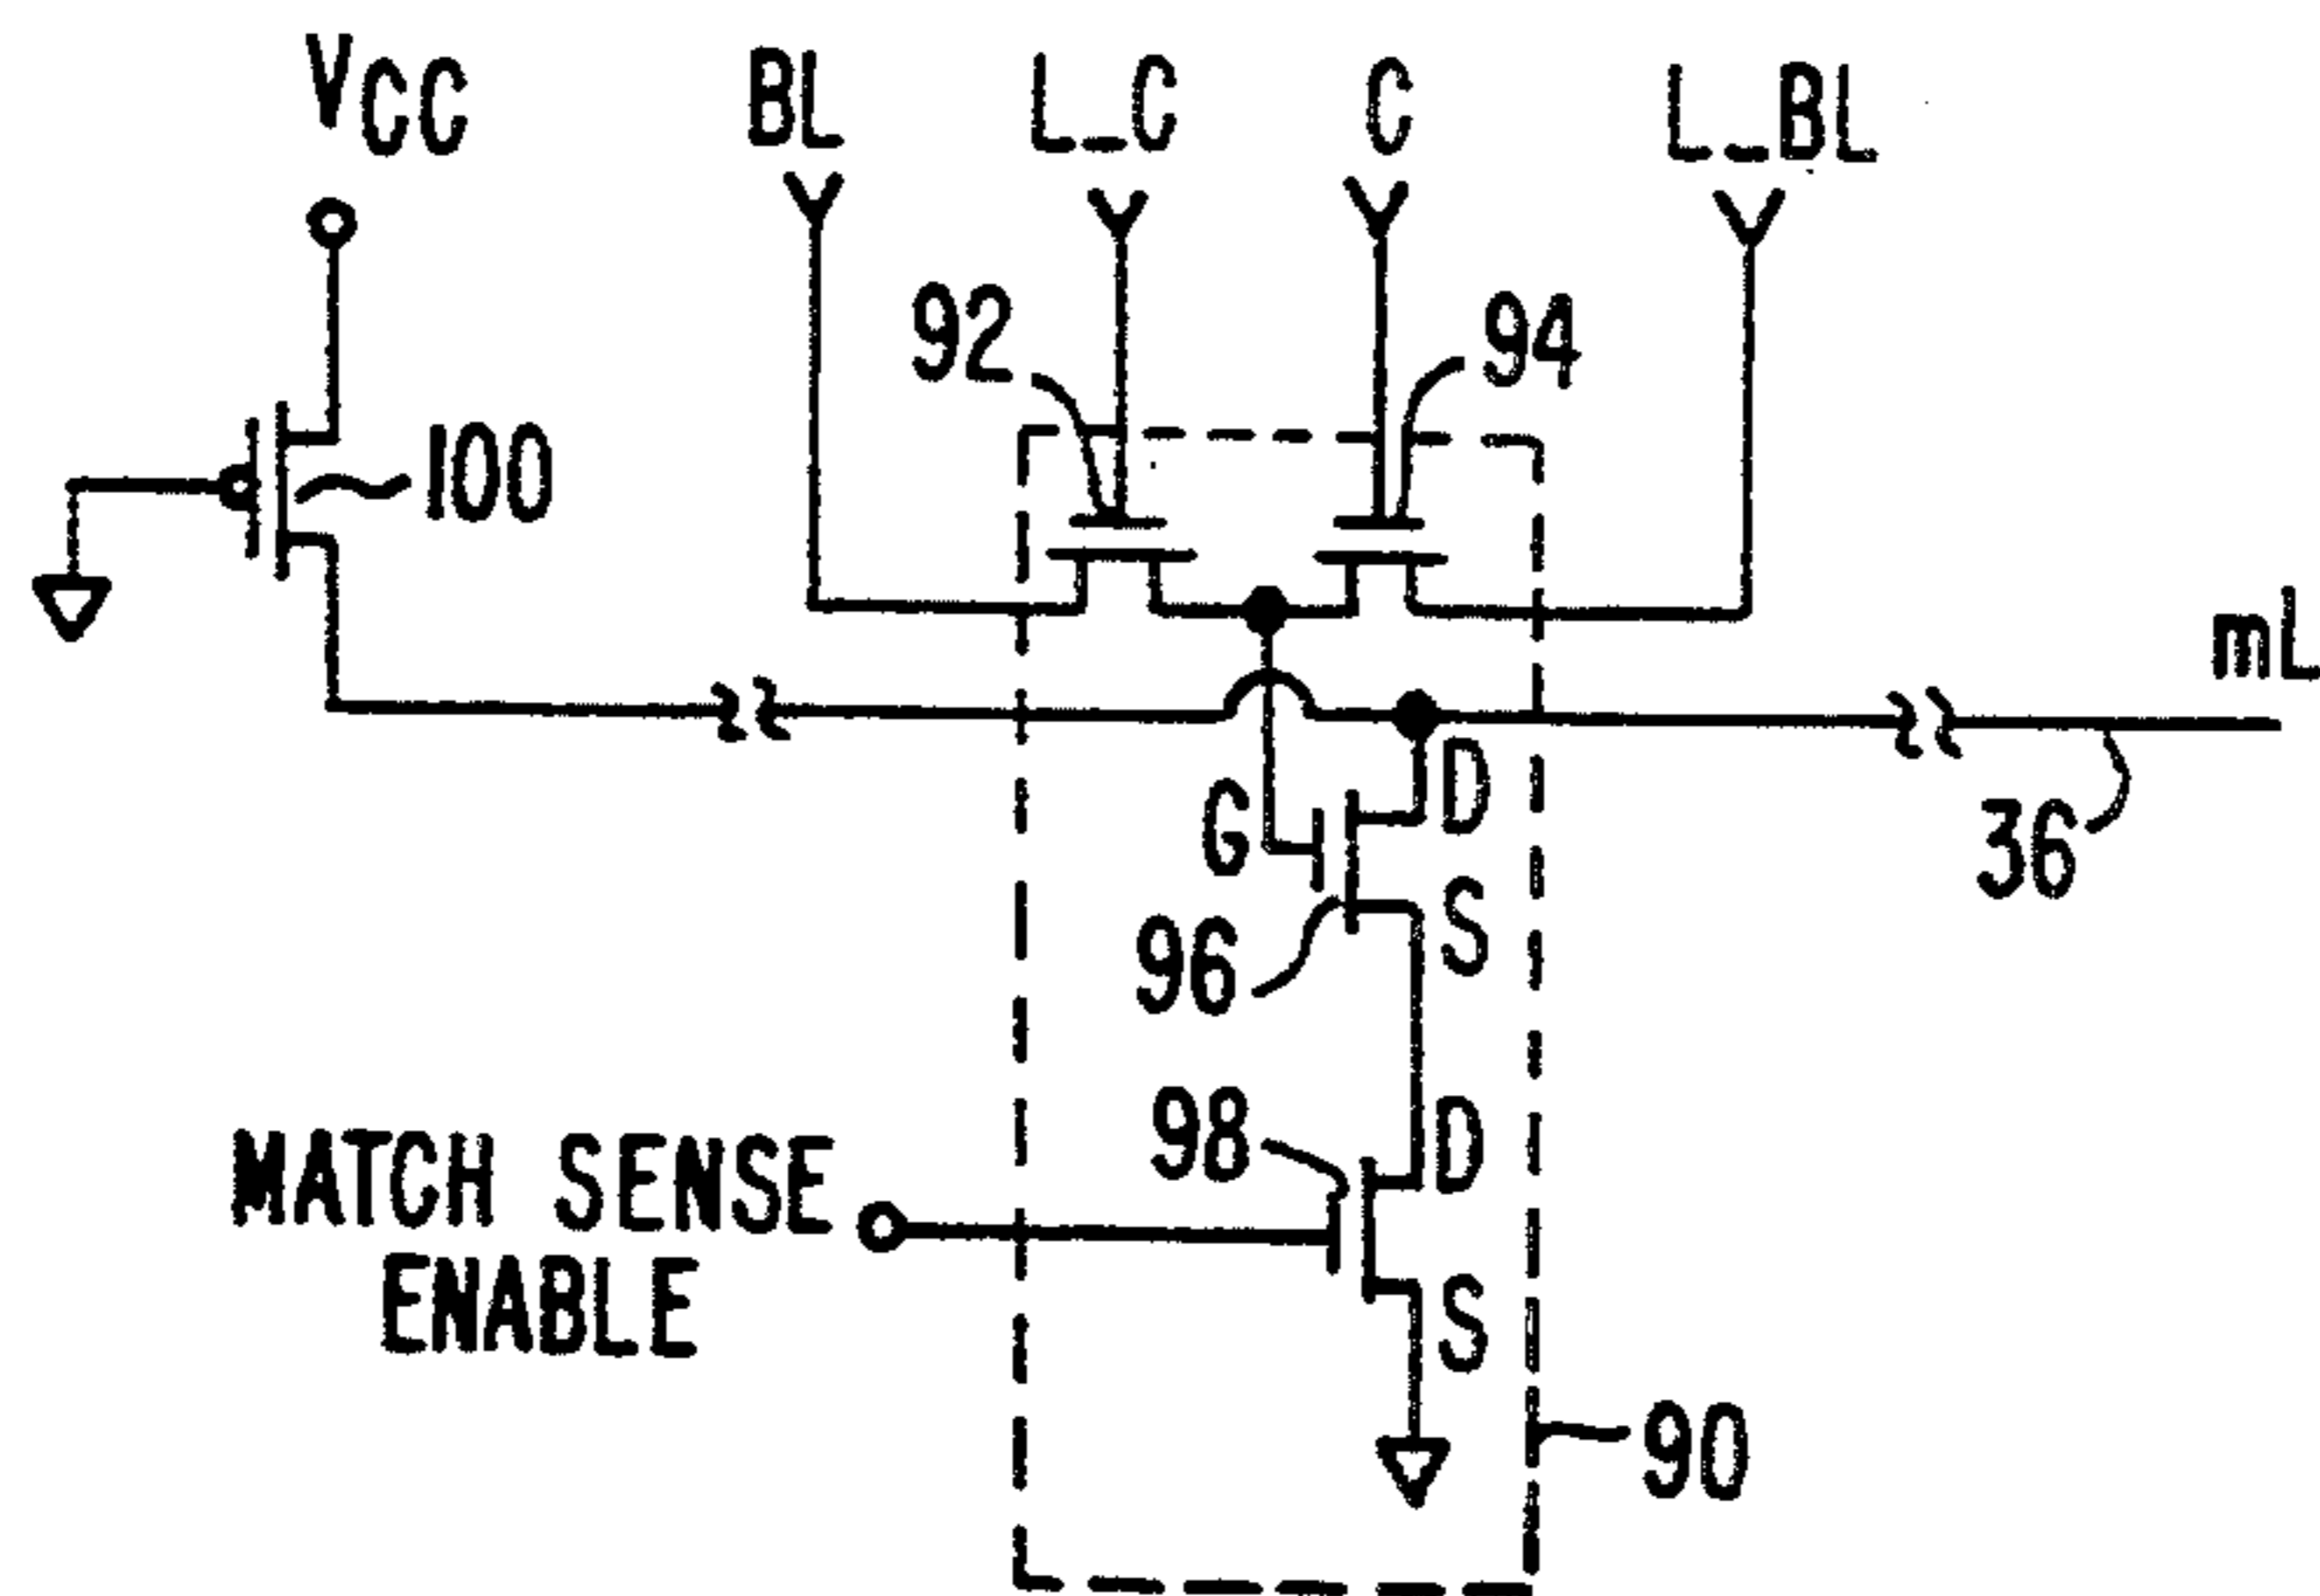 VCC BL L_C C L_BL
92 94
100
mL
D
G
36
S
96
98
D
MATCH SENSE
ENABLE
S
90